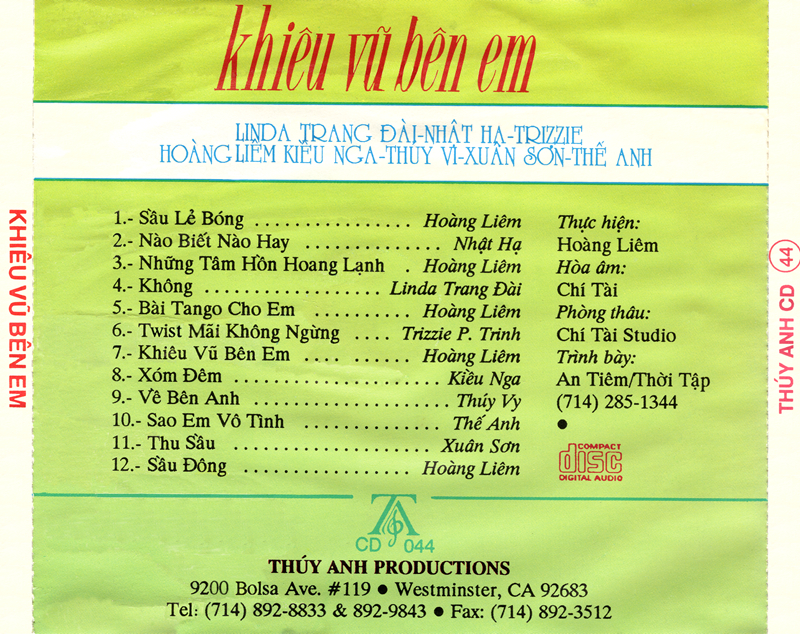 khiêu vũ bên em
LINDA TRANG ĐÀI-NHẬT HẠ-TRIZZIE
HOÀNG LIÊM KIỀU NGA-THÚY VI-XUÂN SƠN-THẾ ANH
1.- Sầu Lẻ Bóng ................ Hoàng Liêm
2.- Nào Biết Nào Hay .............. Nhật Hạ
3.- Những Tâm Hồn Hoang Lạnh . Hoàng Liêm
4.- Không ................. Linda Trang Đài
5.- Bài Tango Cho Em ............ Hoàng Liêm
6.- Twist Mãi Không Ngừng .... Trizzie P. Trinh
7.- Khiêu Vũ Bên Em .... ....... Hoàng Liêm
8.- Xóm Đêm ..................... Kiều Nga
9.- Về Bên Anh .................... Thúy Vy
10.- Sao Em Vô Tình .............. Thế Anh
11.- Thu Sầu .................... Xuân Sơn
12.- Sầu Đông .................. Hoàng Liêm
Thực hiện:
Hoàng Liêm
Hòa âm:
Chí Tài
Phòng thâu:
Chí Tài Studio
Trình bày:
An Tiêm/Thời Tập
(714) 285-1344
COMPACT
disc
DIGITAL AUDIO
TA
CD 044
THÚY ANH PRODUCTIONS
9200 Bolsa Ave. #119 ● Westminster, CA 92683
Tel: (714) 892-8833 & 892-9843 ● Fax: (714) 892-3512
KHIÊU VŨ BÊN EM
THÚY ANH CD 44